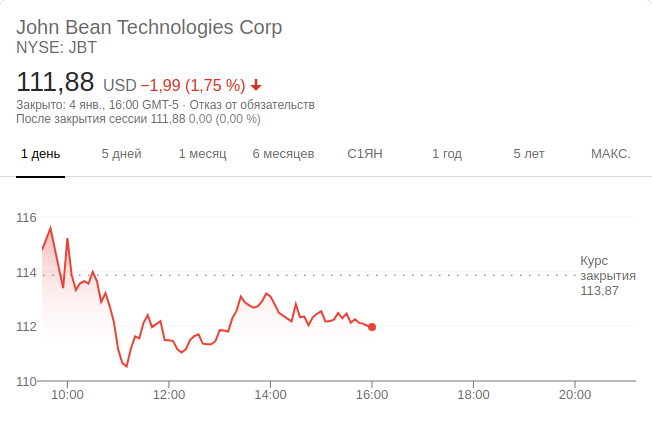 John Bean Technologies Corp
NYSE: JBT
111,88 USD −1,99 (1,75 %)
Закрыто: 4 янв., 16:00 GMT-5 · Отказ от обязательств
После закрытия сессии 111,88 0,00 (0,00 %)
1 день 5 дней 1 месяц 6 месяцев С1ЯН 1 год 5 лет МАКС.
116
114
112
110
Курс
закрытия
113,87
10:00 12:00 14:00 16:00 18:00 20:00